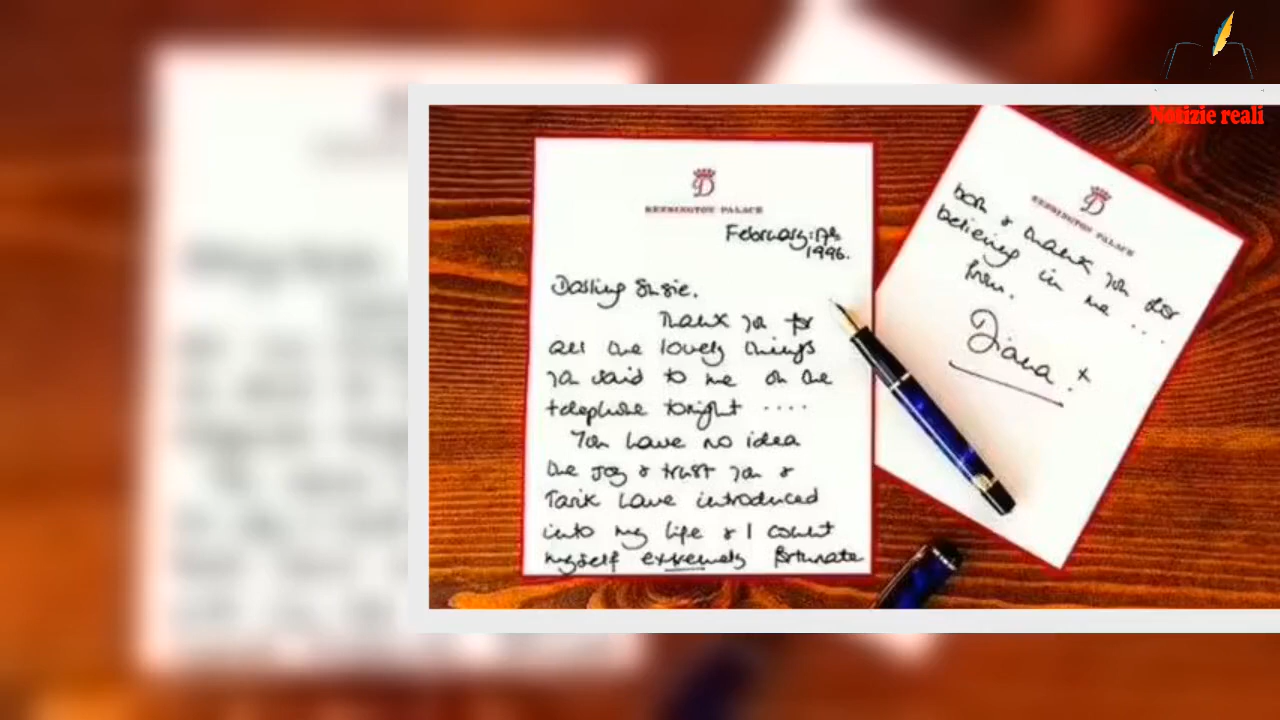 Notizie reali
D
KENSINGTON PALACE
February: 17th
1996.
Darling Susie.
Thank you for
all the lovely things
you said to me on the
telephone tonight ....
You have no idea
the joy & trust you &
Tarik have introduced
into my life & I count
myself extremely fortunate
D
KENSINGTON PALACE
both & thank you for
believing in me ...
from.
Diana x